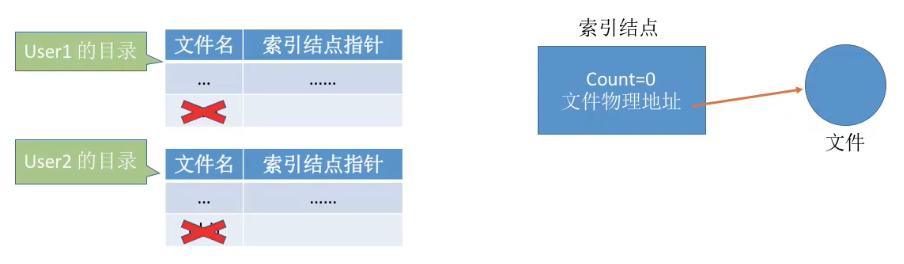 User1 的目录
文件名 索引结点指针
... ......
User2 的目录
文件名 索引结点指针
... ......
索引结点
Count=0
文件物理地址
文件